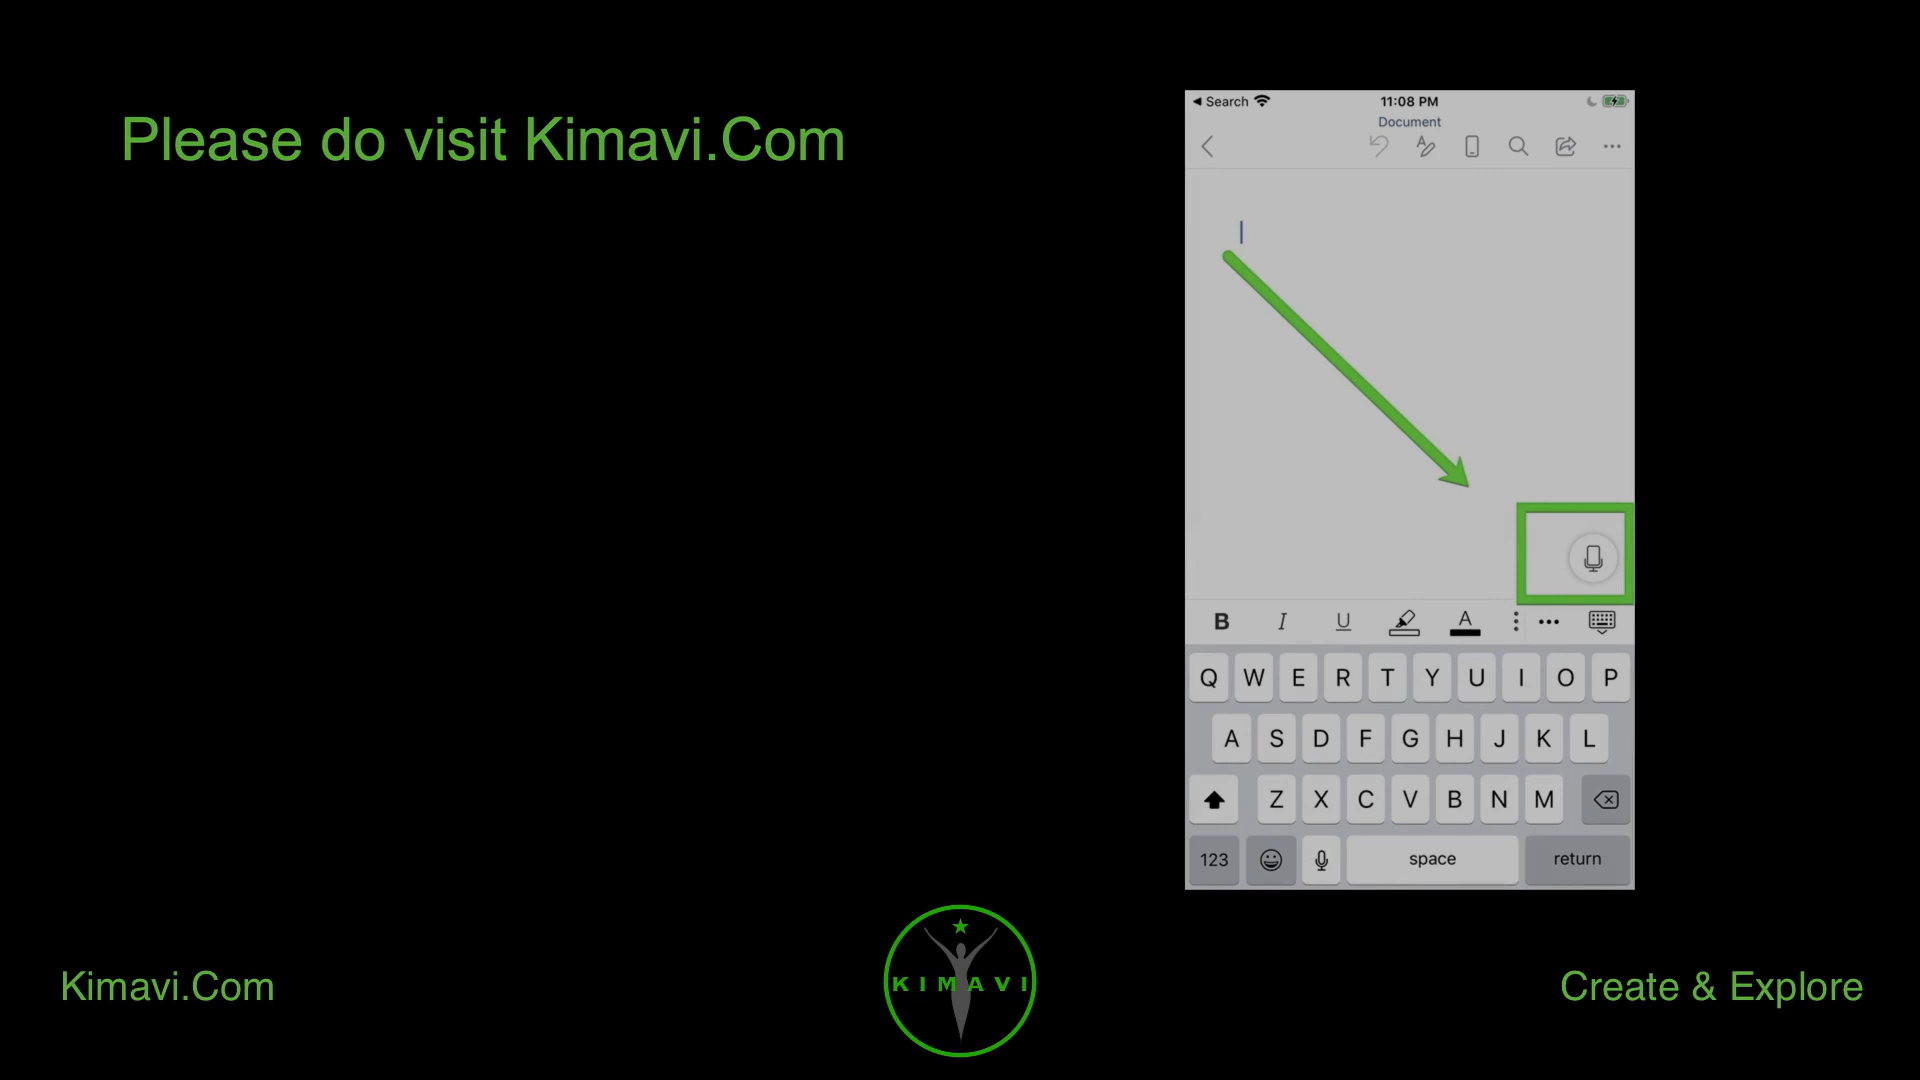 Please do visit Kimavi.Com
Search
11:08 PM
Document
B I U A
Q W E R T Y U I O P
A S D F G H J K L
Z X C V B N M
123 space return
Kimavi.Com
KIMAVI
Create & Explore